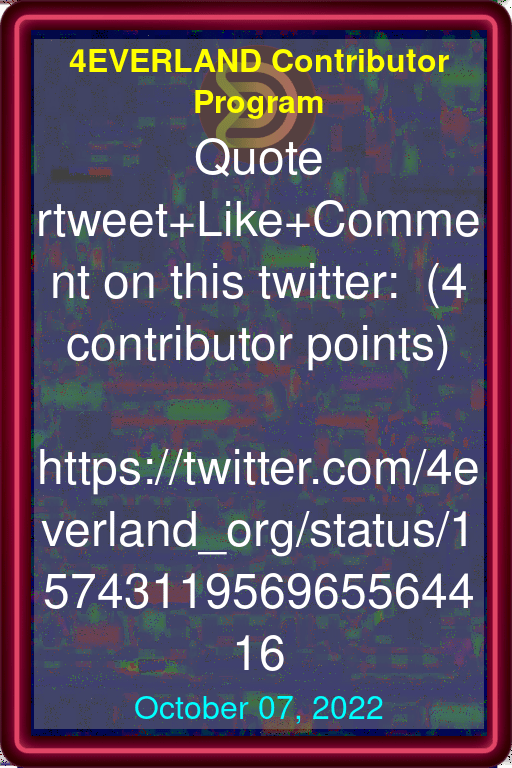 4EVERLAND Contributor
Program
Quote
rtweet+Like+Comme
nt on this twitter:  (4
contributor points)
https://twitter.com/4e
verland_org/status/1
5743119569655644
16
October 07, 2022